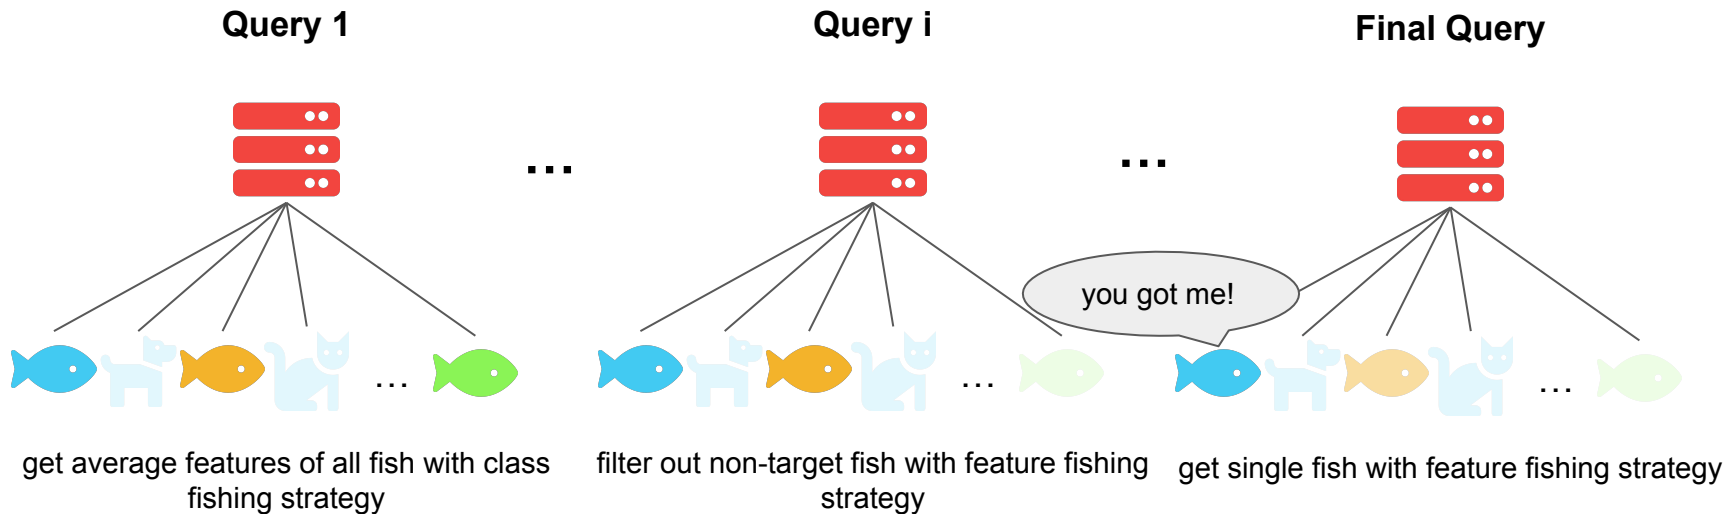 Query 1
Query i
Final Query
...
...
you got me!
...
...
...
get average features of all fish with class
fishing strategy
filter out non-target fish with feature fishing
strategy
get single fish with feature fishing strategy